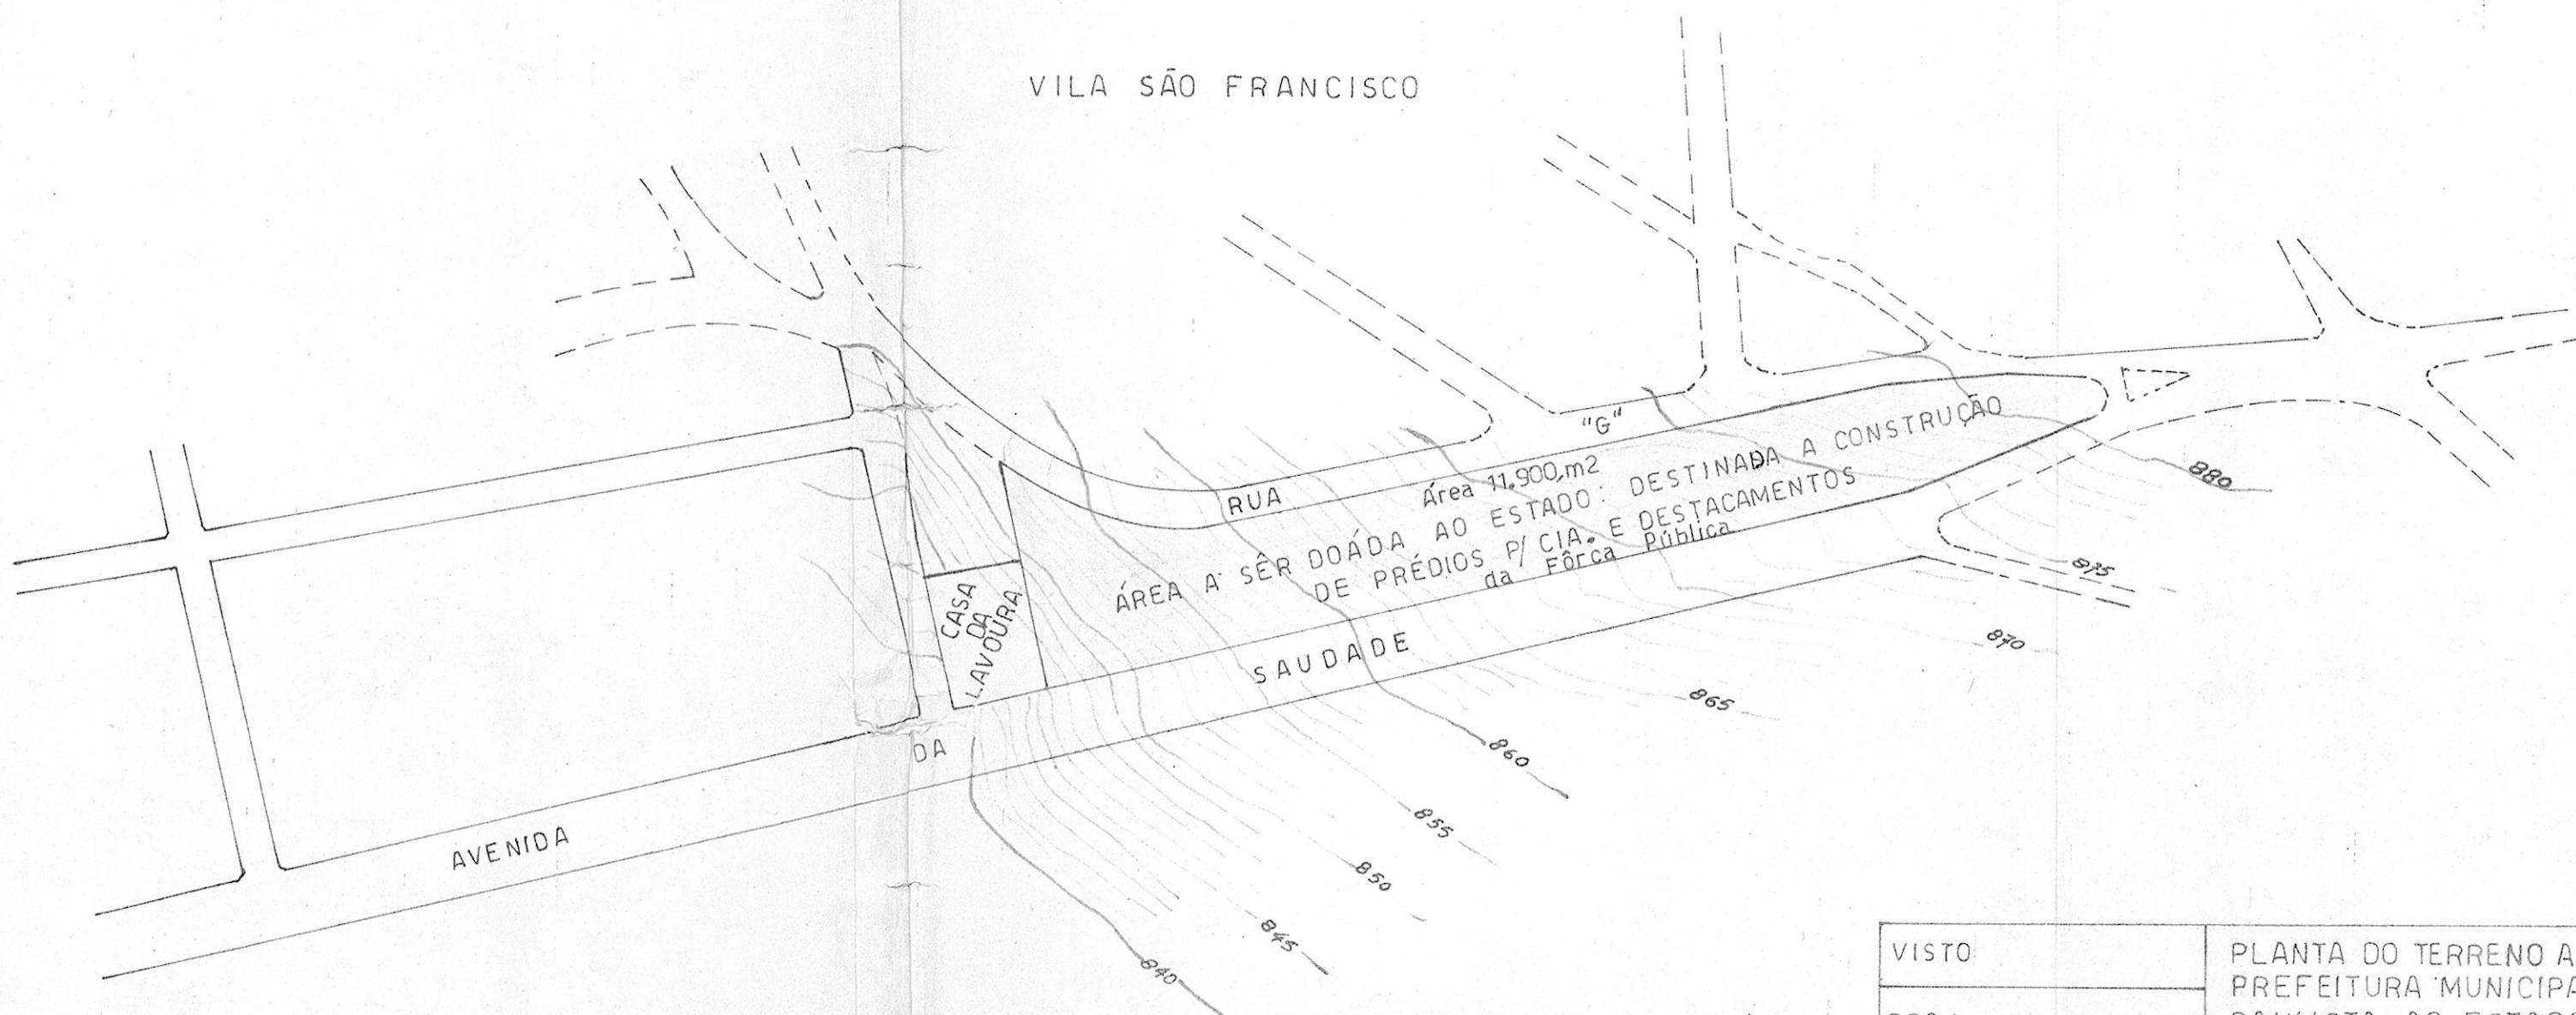 VILA SÃO FRANCISCO
"G"
RUA
Área 11.900,m2
ÁREA A SÊR DOÁDA AO ESTADO: DESTINADA A CONSTRUÇÃO
DE PRÉDIOS P/ CIA. E DESTACAMENTOS
da Fôrca Pública
CASA
DA
LAVOURA
AVENIDA DA SAUDADE
880
875
870
865
860
855
850
845
840
VISTO
PLANTA DO TERRENO A
PREFEITURA MUNICIPA